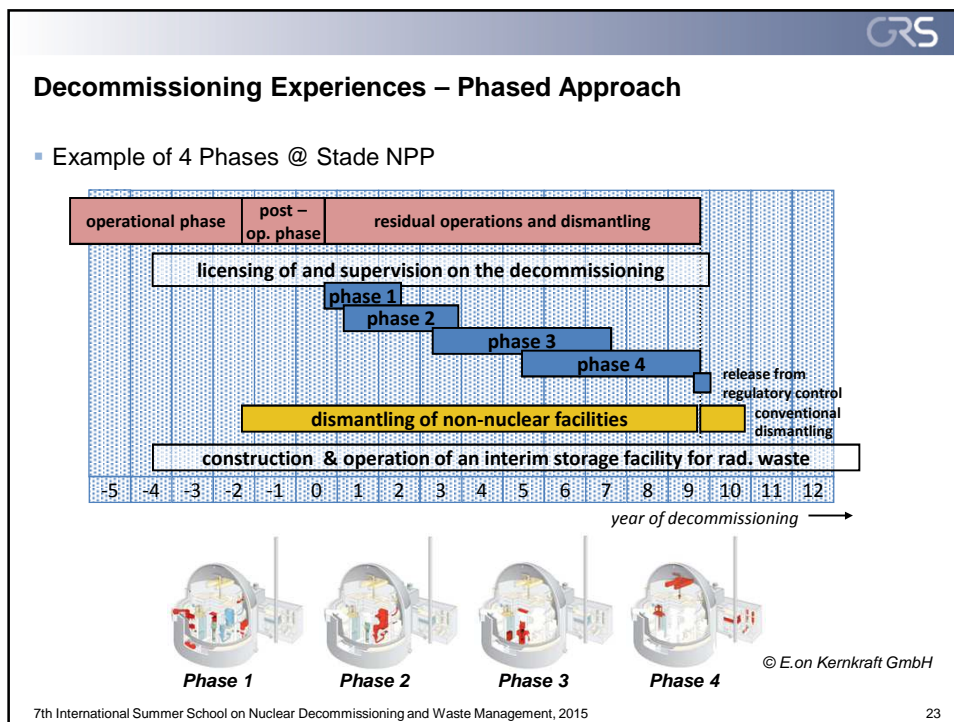 GRS
Decommissioning Experiences – Phased Approach
▪ Example of 4 Phases @ Stade NPP
operational phase
post –
op. phase
residual operations and dismantling
licensing of and supervision on the decommissioning
phase 1
phase 2
phase 3
phase 4
release from
regulatory control
dismantling of non-nuclear facilities
conventional
dismantling
construction & operation of an interim storage facility for rad. waste
-5 -4 -3 -2 -1 0 1 2 3 4 5 6 7 8 9 10 11 12
year of decommissioning
Phase 1 Phase 2 Phase 3 Phase 4
© E.on Kernkraft GmbH
7th International Summer School on Nuclear Decommissioning and Waste Management, 2015 23